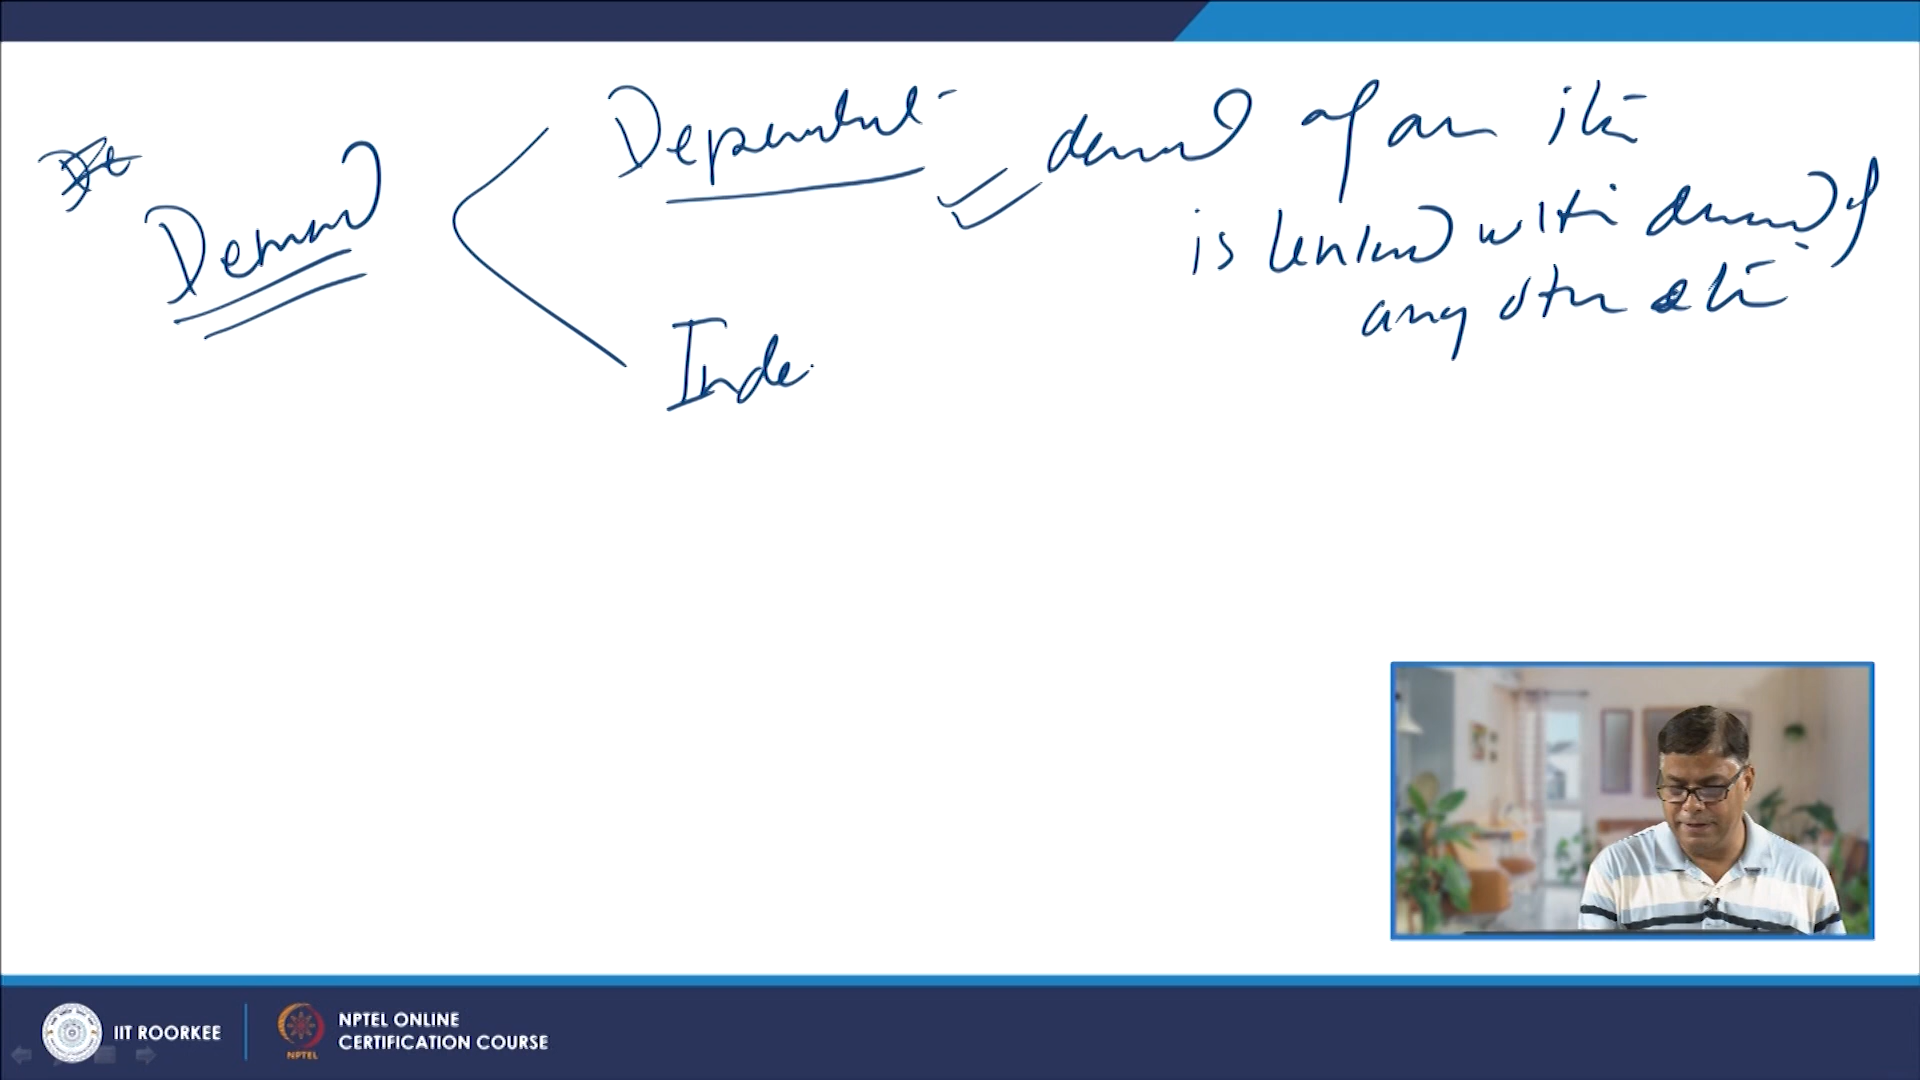 Demand
Dependent - demand of an item
is linked with demand of
any other item
Inde
IIT ROORKEE
NPTEL
NPTEL ONLINE
CERTIFICATION COURSE